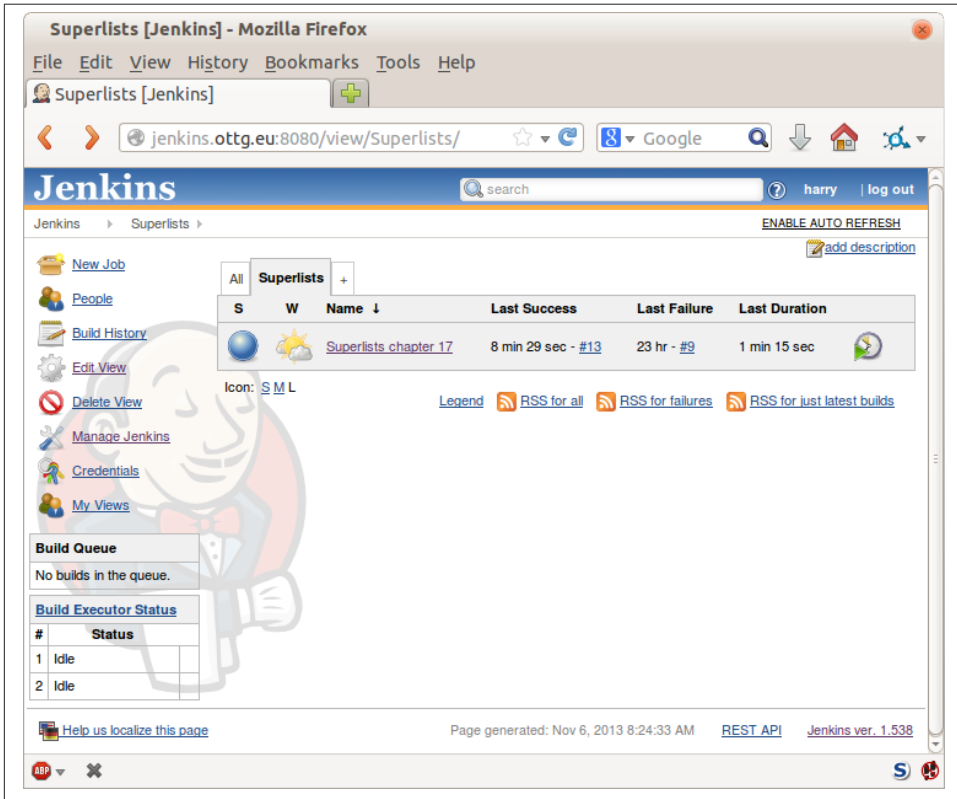 Superlists [Jenkins] - Mozilla Firefox
File Edit View History Bookmarks Tools Help
Superlists [Jenkins]
jenkins.ottg.eu:8080/view/Superlists/
8 Google
Jenkins
search
? harry | log out
Jenkins Superlists
ENABLE AUTO REFRESH
add description
New Job
People
Build History
Edit View
Delete View
Manage Jenkins
Credentials
My Views
All Superlists +
S W Name ↓ Last Success Last Failure Last Duration
Superlists chapter 17 8 min 29 sec - #13 23 hr - #9 1 min 15 sec
Icon: S M L
Legend RSS for all RSS for failures RSS for just latest builds
Build Queue
No builds in the queue.
Build Executor Status
# Status
1 Idle
2 Idle
Help us localize this page
Page generated: Nov 6, 2013 8:24:33 AM REST API Jenkins ver. 1.538
ABP
S